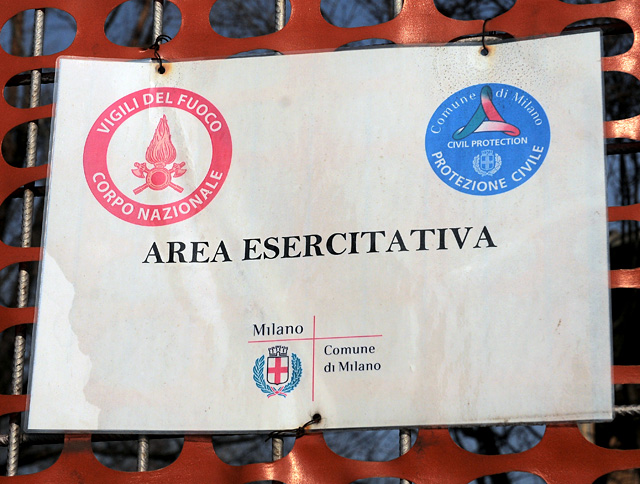 VIGILI DEL FUOCO
CORPO NAZIONALE
Comune di Milano
CIVIL PROTECTION
PROTEZIONE CIVILE
AREA ESERCITATIVA
Milano
Comune
di Milano